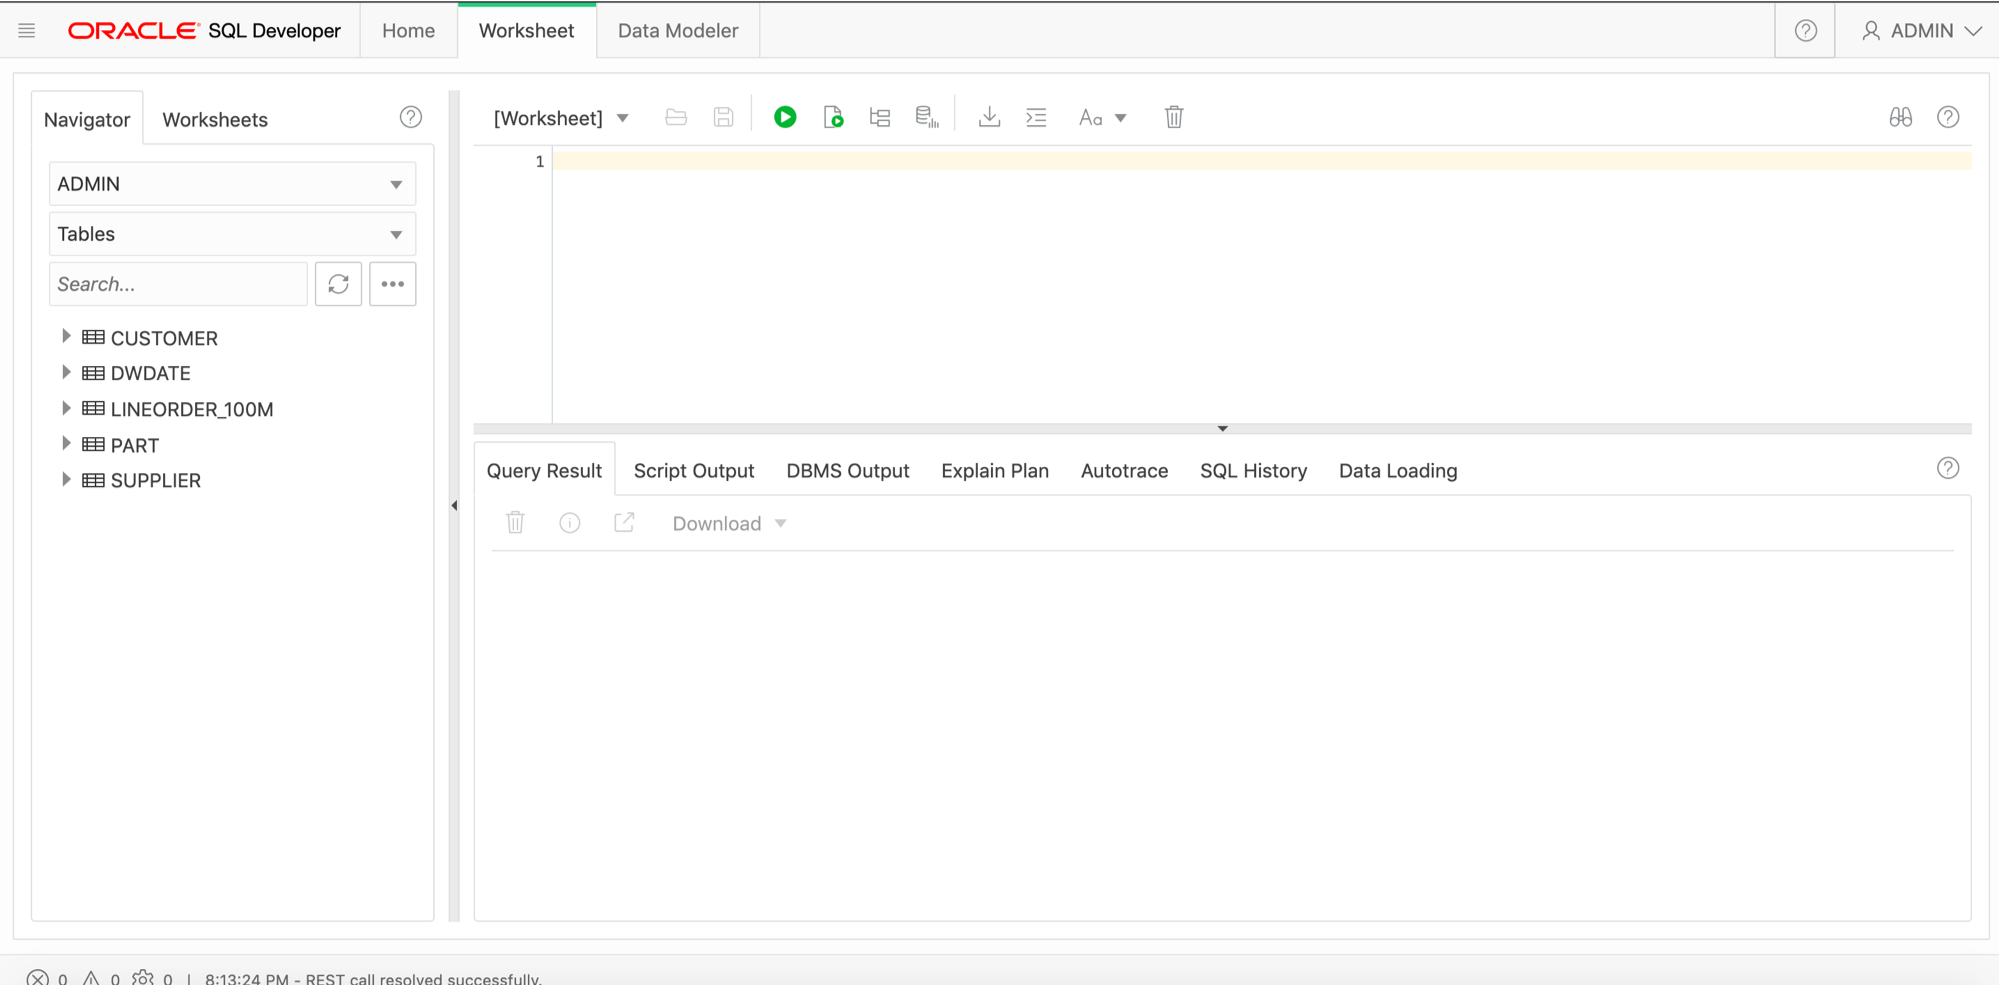 ORACLE SQL Developer Home Worksheet Data Modeler ADMIN
Navigator Worksheets
ADMIN
Tables
Search...
CUSTOMER
DWDATE
LINEORDER_100M
PART
SUPPLIER
[Worksheet] Aa
1
Query Result Script Output DBMS Output Explain Plan Autotrace SQL History Data Loading
Download
0 0 0 | 8:13:24 PM - REST call resolved successfully.